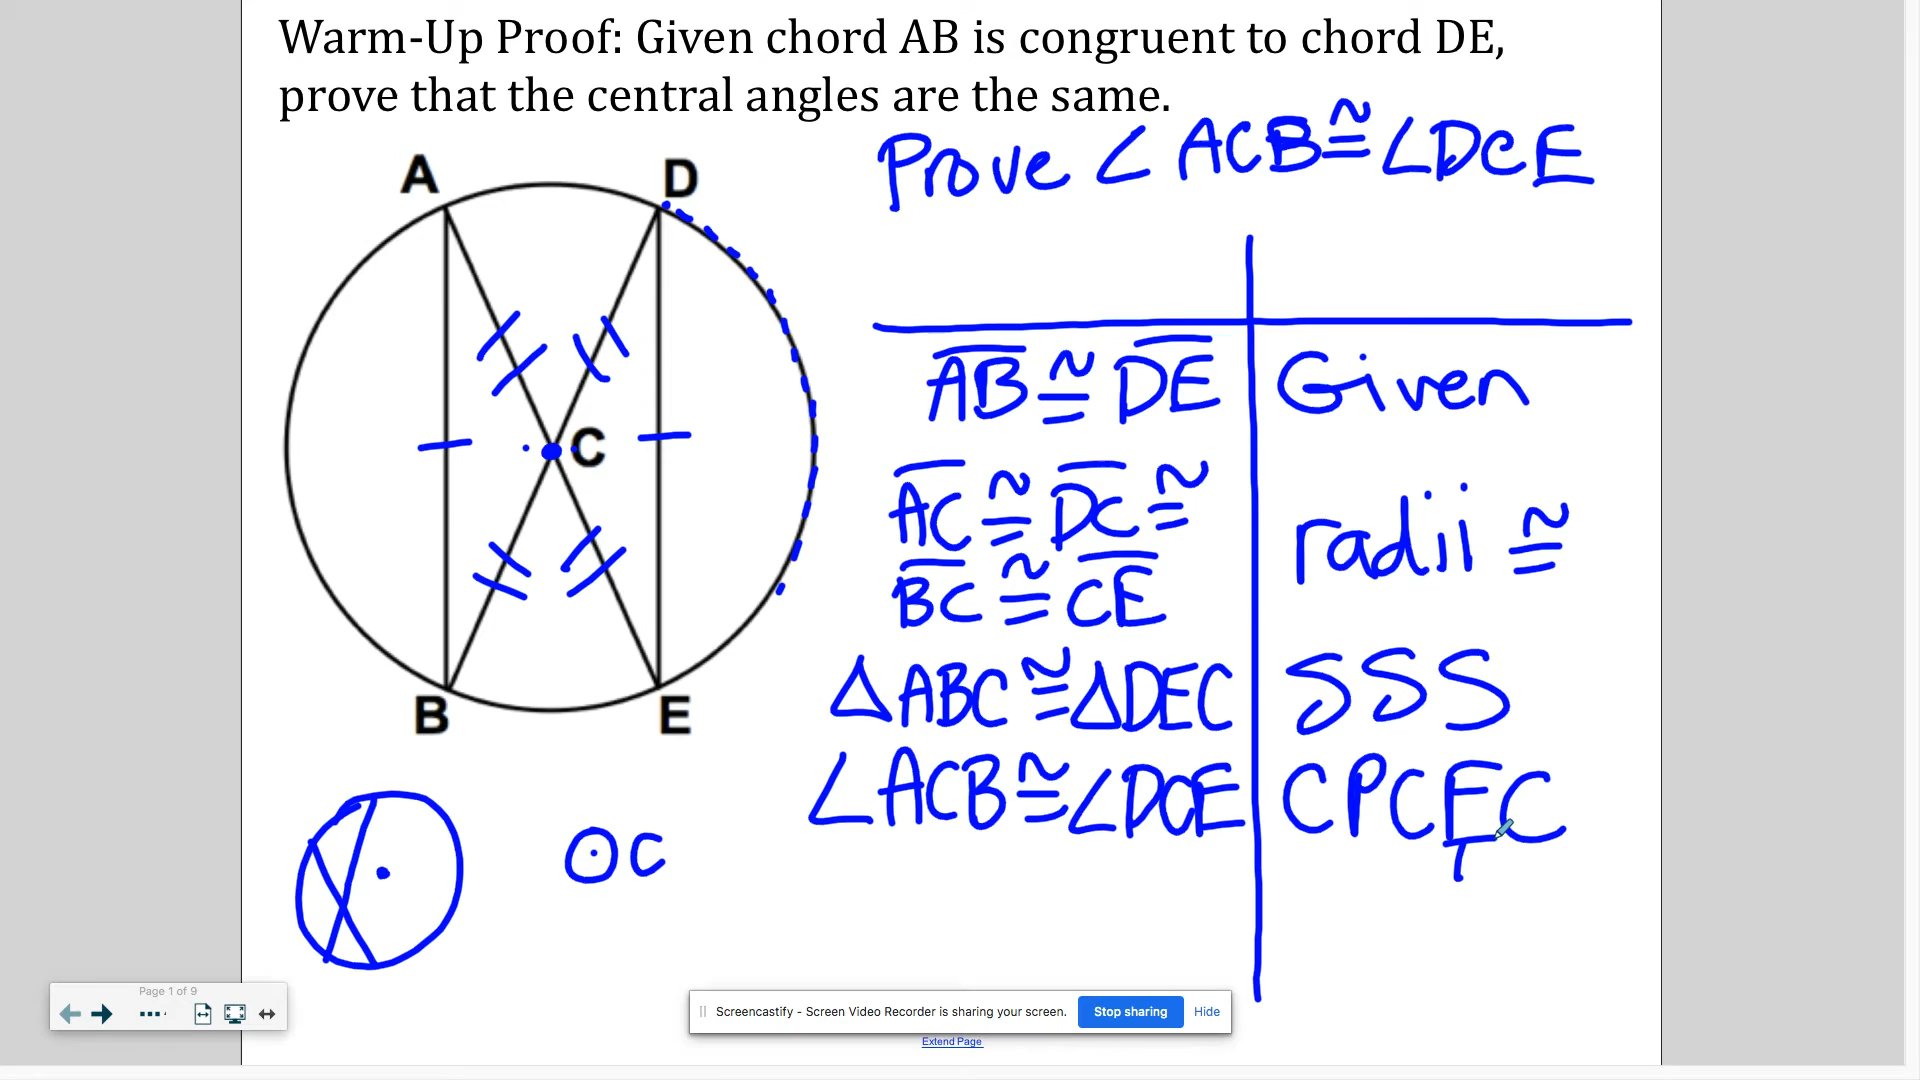 Warm-Up Proof: Given chord AB is congruent to chord DE,
prove that the central angles are the same.
Prove ∠ACB ≅ ∠DCE
A
D
C
B
E
AB ≅ DE Given
AC ≅ DC ≅
BC ≅ CE
radii ≅
△ABC ≅ △DEC SSS
∠ACB ≅ ∠DCE CPCFC
T
⊙C
Page 1 of 9
Screencastify - Screen Video Recorder is sharing your screen. Stop sharing Hide
Extend Page